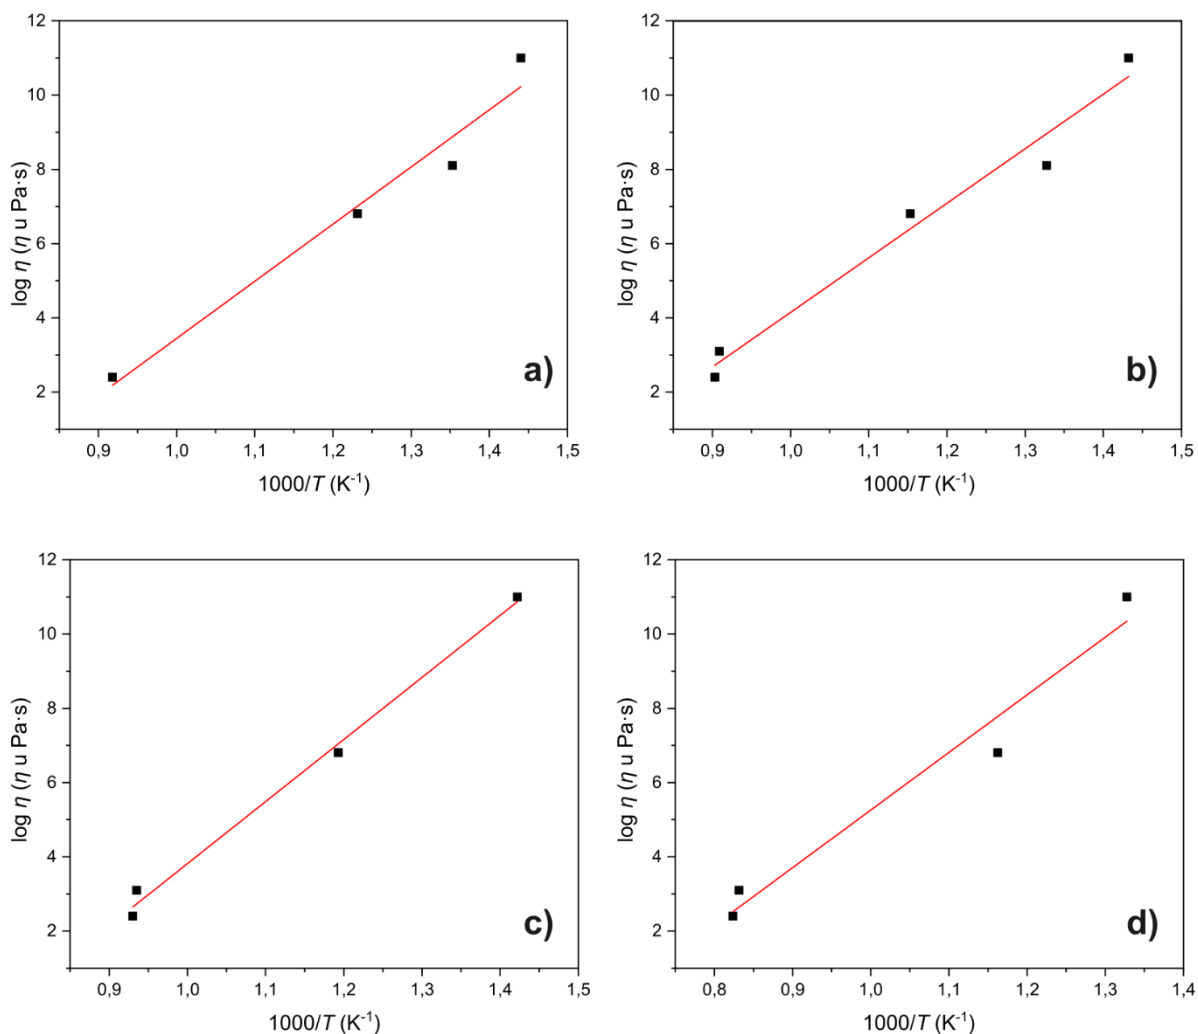 12
10
8
6
4
2
log η (η u Pa·s)
a)
0,9 1,0 1,1 1,2 1,3 1,4 1,5
1000/T (K⁻¹)
12
10
8
6
4
2
log η (η u Pa·s)
b)
0,9 1,0 1,1 1,2 1,3 1,4 1,5
1000/T (K⁻¹)
12
10
8
6
4
2
log η (η u Pa·s)
c)
0,9 1,0 1,1 1,2 1,3 1,4 1,5
1000/T (K⁻¹)
12
10
8
6
4
2
log η (η u Pa·s)
d)
0,8 0,9 1,0 1,1 1,2 1,3 1,4
1000/T (K⁻¹)